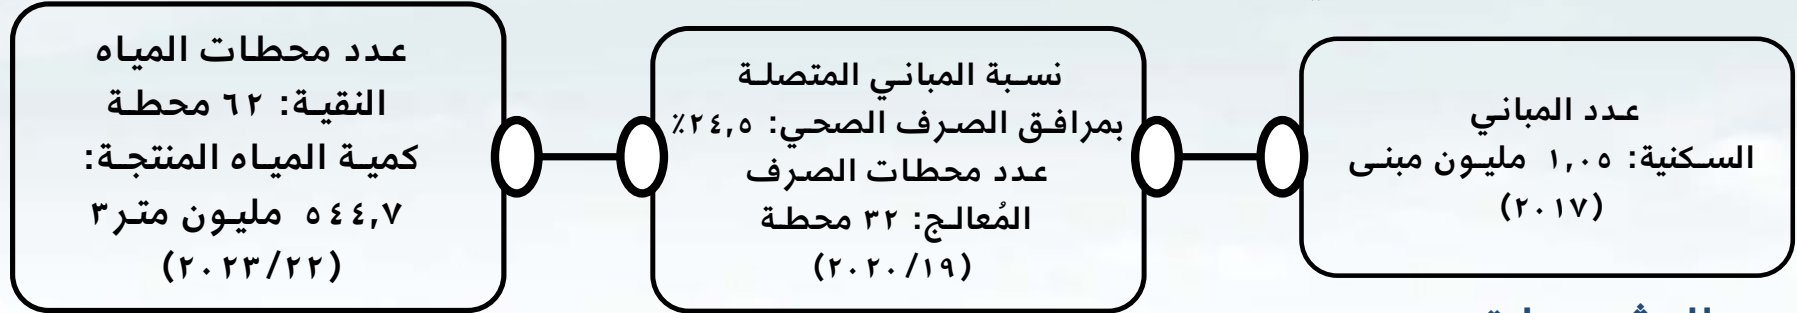 عدد المباني
السكنية: ١,٠٥ مليون مبنى
(٢٠١٧)
نسبة المباني المتصلة
بمرافق الصرف الصحي: ٢٤,٥٪
عدد محطات الصرف
المُعالج: ٣٢ محطة
(٢٠٢٠/١٩)
عدد محطات المياه
النقية: ٦٢ محطة
كمية المياه المنتجة:
٥٤٤,٧ مليون متر٣
(٢٠٢٣/٢٢)